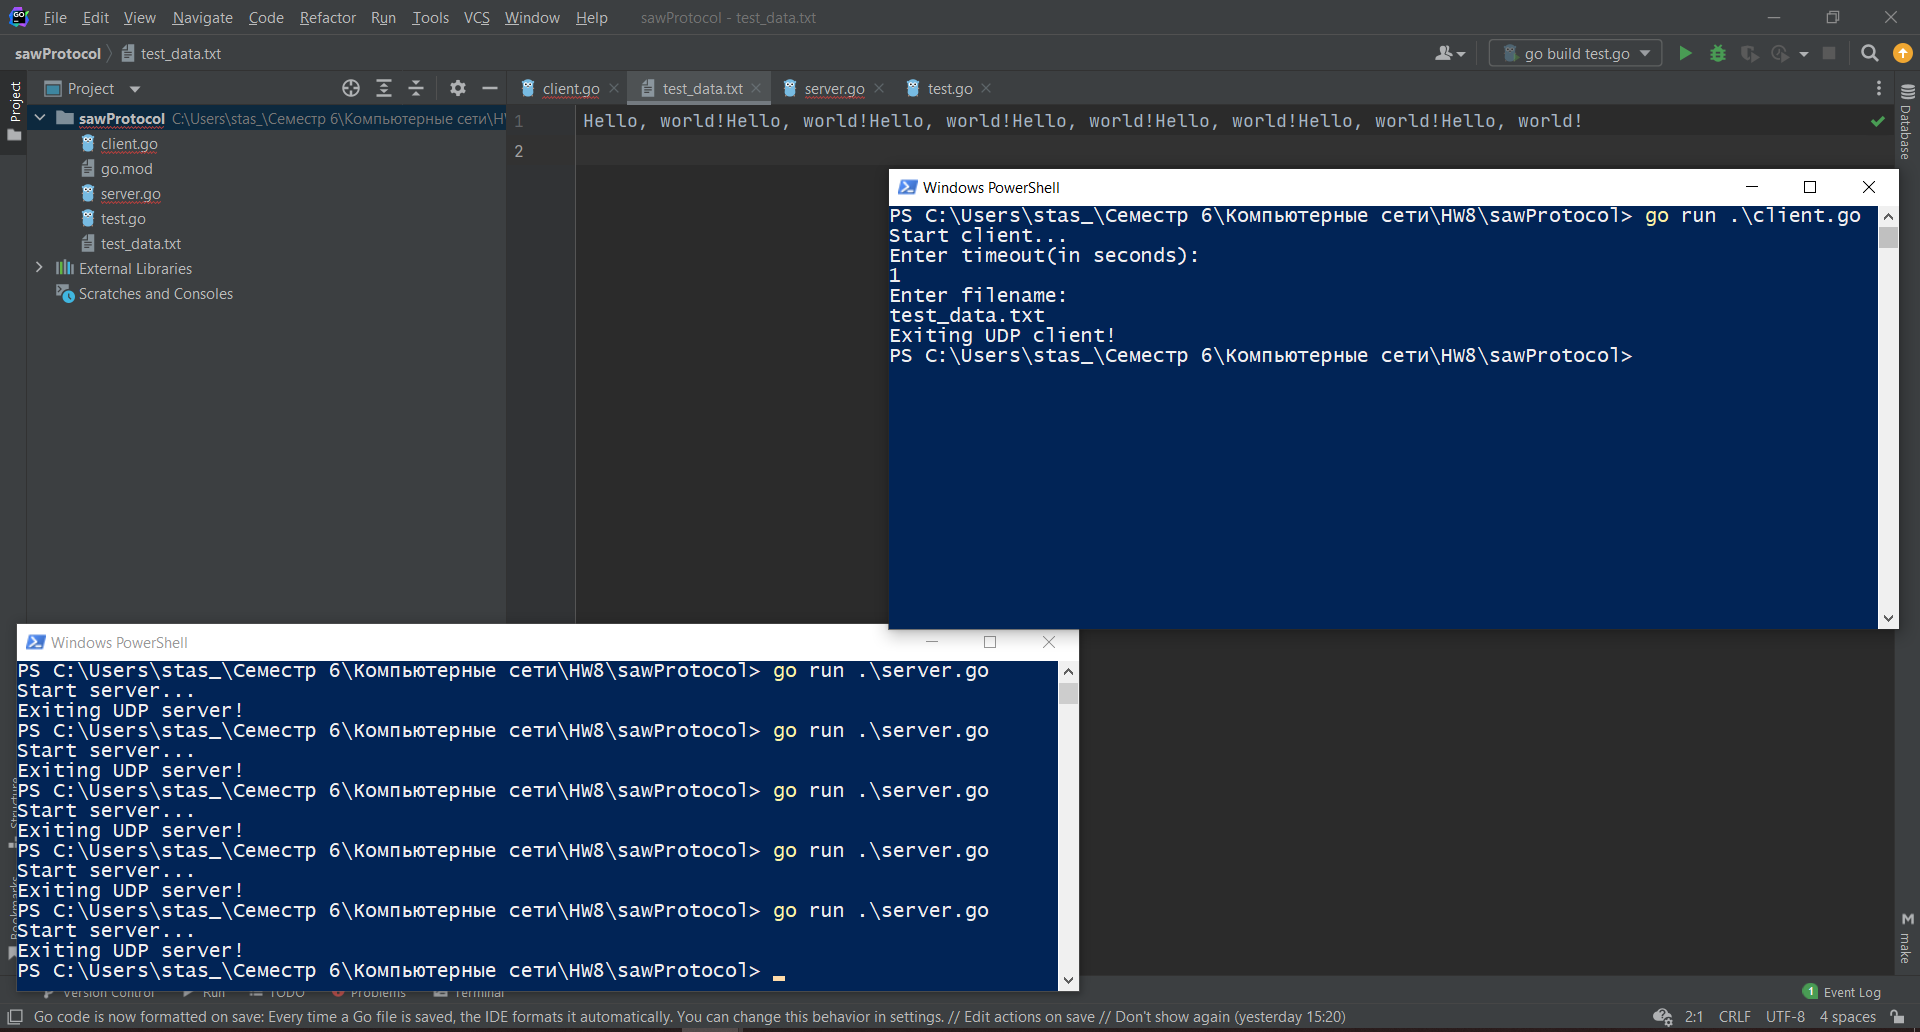 File Edit View Navigate Code Refactor Run Tools VCS Window Help sawProtocol - test_data.txt
sawProtocol test_data.txt go build test.go
Project
Project
client.go test_data.txt server.go test.go
sawProtocol C:\Users\stas_\Семестр 6\Компьютерные сети\H
client.go
go.mod
server.go
test.go
test_data.txt
External Libraries
Scratches and Consoles
1 Hello, world!Hello, world!Hello, world!Hello, world!Hello, world!Hello, world!Hello, world!
2
Database
Windows PowerShell
PS C:\Users\stas_\Семестр 6\Компьютерные сети\HW8\sawProtocol> go run .\client.go
Start client...
Enter timeout(in seconds):
1
Enter filename:
test_data.txt
Exiting UDP client!
PS C:\Users\stas_\Семестр 6\Компьютерные сети\HW8\sawProtocol>
Windows PowerShell
PS C:\Users\stas_\Семестр 6\Компьютерные сети\HW8\sawProtocol> go run .\server.go
Start server...
Exiting UDP server!
PS C:\Users\stas_\Семестр 6\Компьютерные сети\HW8\sawProtocol> go run .\server.go
Start server...
Exiting UDP server!
PS C:\Users\stas_\Семестр 6\Компьютерные сети\HW8\sawProtocol> go run .\server.go
Start server...
Exiting UDP server!
PS C:\Users\stas_\Семестр 6\Компьютерные сети\HW8\sawProtocol> go run .\server.go
Start server...
Exiting UDP server!
PS C:\Users\stas_\Семестр 6\Компьютерные сети\HW8\sawProtocol> go run .\server.go
Start server...
Exiting UDP server!
PS C:\Users\stas_\Семестр 6\Компьютерные сети\HW8\sawProtocol>
Structure
Bookmarks
make
Version Control Run TODO Problems Terminal
1 Event Log
Go code is now formatted on save: Every time a Go file is saved, the IDE formats it automatically. You can change this behavior in settings. // Edit actions on save // Don't show again (yesterday 15:20) 2:1 CRLF UTF-8 4 spaces